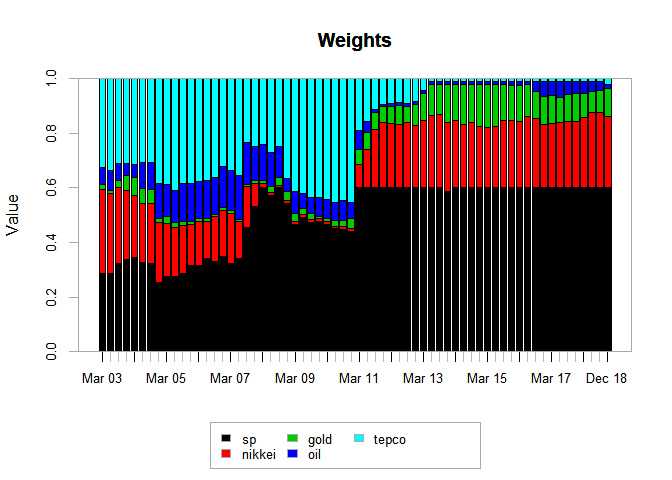 Weights
Value
1.0
0.8
0.6
0.4
0.2
0.0
Mar 03 Mar 05 Mar 07 Mar 09 Mar 11 Mar 13 Mar 15 Mar 17 Dec 18
sp gold tepco
nikkei oil